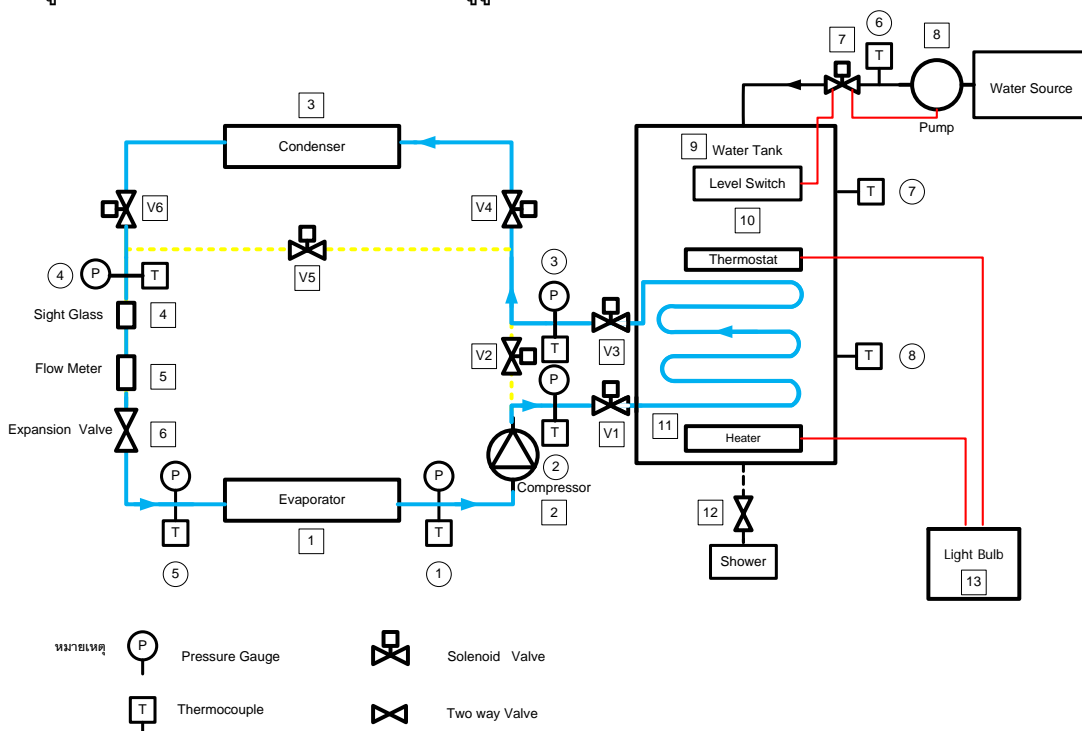 6
7
8
T
Water Source
Pump
3
Condenser
9
Water Tank
Level Switch
T
7
V6
V4
10
V5
3
Thermostat
4
P
T
P
Sight Glass
4
V2
T
V3
T
8
Flow Meter
5
P
Expansion Valve
6
T
V1
11
Heater
P
Evaporator
P
2
Compressor
2
12
T
1
T
Shower
Light Bulb
13
5
1
หมายเหตุ
P
Pressure Gauge
Solenoid Valve
T
Thermocouple
Two way Valve